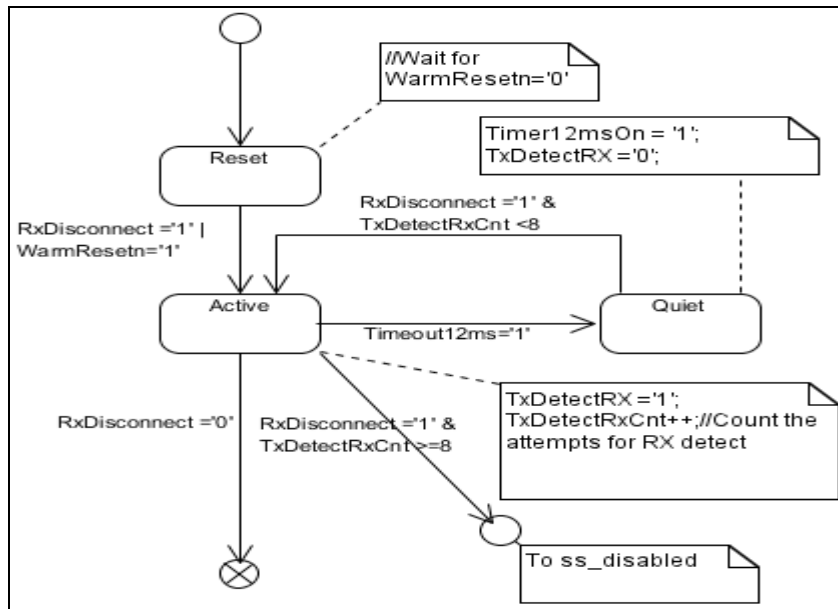 //Wait for
WarmResetn='0'
Timer12msOn = '1';
TxDetectRX ='0';
Reset
RxDisconnect ='1' &
TxDetectRxCnt <8
RxDisconnect ='1' |
WarmResetn='1'
Active
Quiet
Timeout12ms='1'
TxDetectRX ='1';
TxDetectRxCnt++;//Count the
attempts for RX detect
RxDisconnect ='0'
RxDisconnect ='1' &
TxDetectRxCnt >=8
To ss_disabled